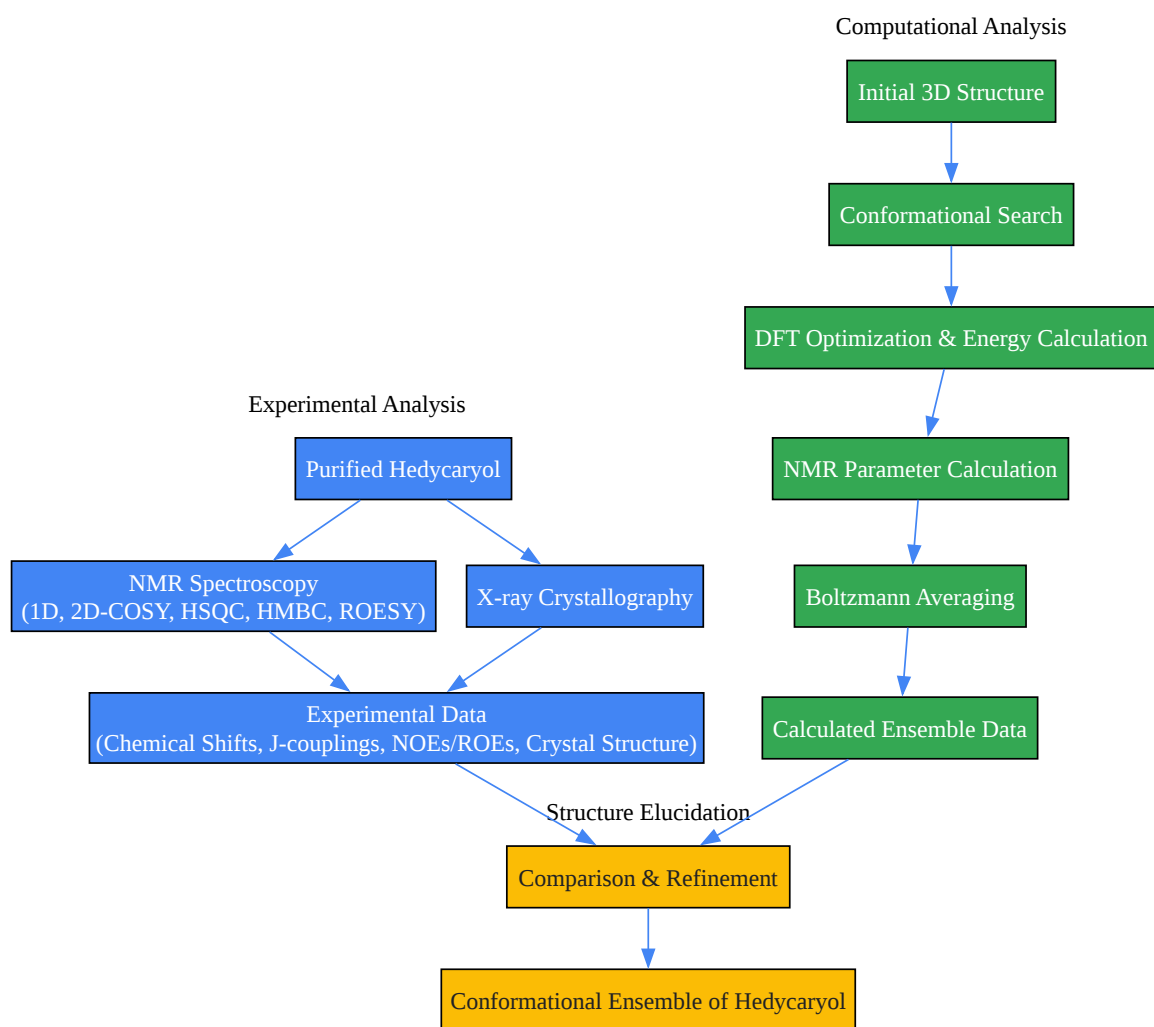 Computational Analysis
Initial 3D Structure
Conformational Search
DFT Optimization & Energy Calculation
Experimental Analysis
Purified Hedycaryol
NMR Parameter Calculation
NMR Spectroscopy
(1D, 2D-COSY, HSQC, HMBC, ROESY)
X-ray Crystallography
Boltzmann Averaging
Experimental Data
(Chemical Shifts, J-couplings, NOEs/ROEs, Crystal Structure)
Calculated Ensemble Data
Structure Elucidation
Comparison & Refinement
Conformational Ensemble of Hedycaryol